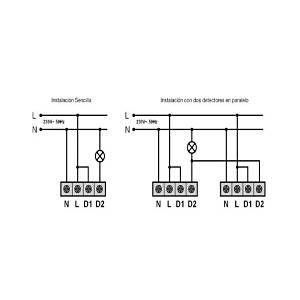 Instalación Sencilla
L
230V~ 50Hz
N
N L D1 D2
Instalación con dos detectores en paralelo
L
230V~ 50Hz
N
N L D1 D2
N L D1 D2